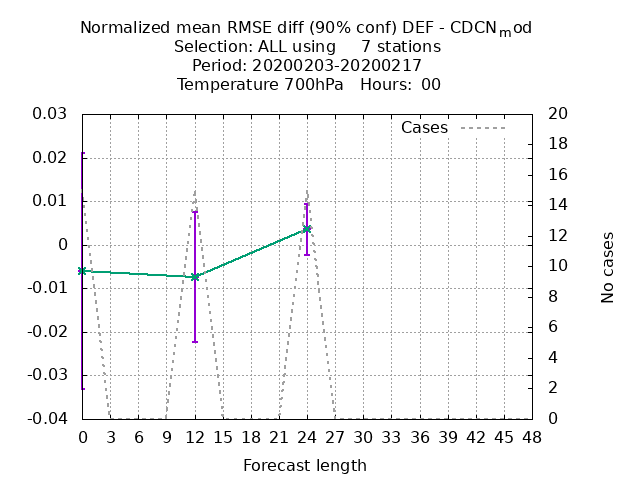 Normalized mean RMSE diff (90% conf) DEF - CDCN_mod
Selection: ALL using     7 stations
Period: 20200203-20200217
Temperature 700hPa   Hours:  00
Cases
0.03
0.02
0.01
0
-0.01
-0.02
-0.03
-0.04
20
18
16
14
12
10
8
6
4
2
0
No cases
0 3 6 9 12 15 18 21 24 27 30 33 36 39 42 45 48
Forecast length